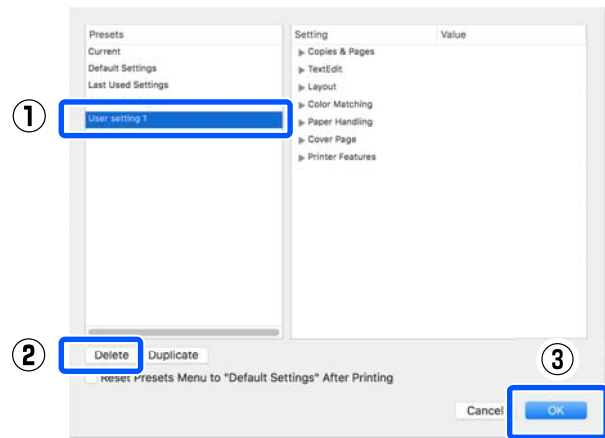 Presets
Setting Value
Current
Copies & Pages
Default Settings
TextEdit
Last Used Settings
Layout
Color Matching
① User setting 1
Paper Handling
Cover Page
Printer Features
② Delete Duplicate
Reset Presets Menu to "Default Settings" After Printing
③
Cancel OK